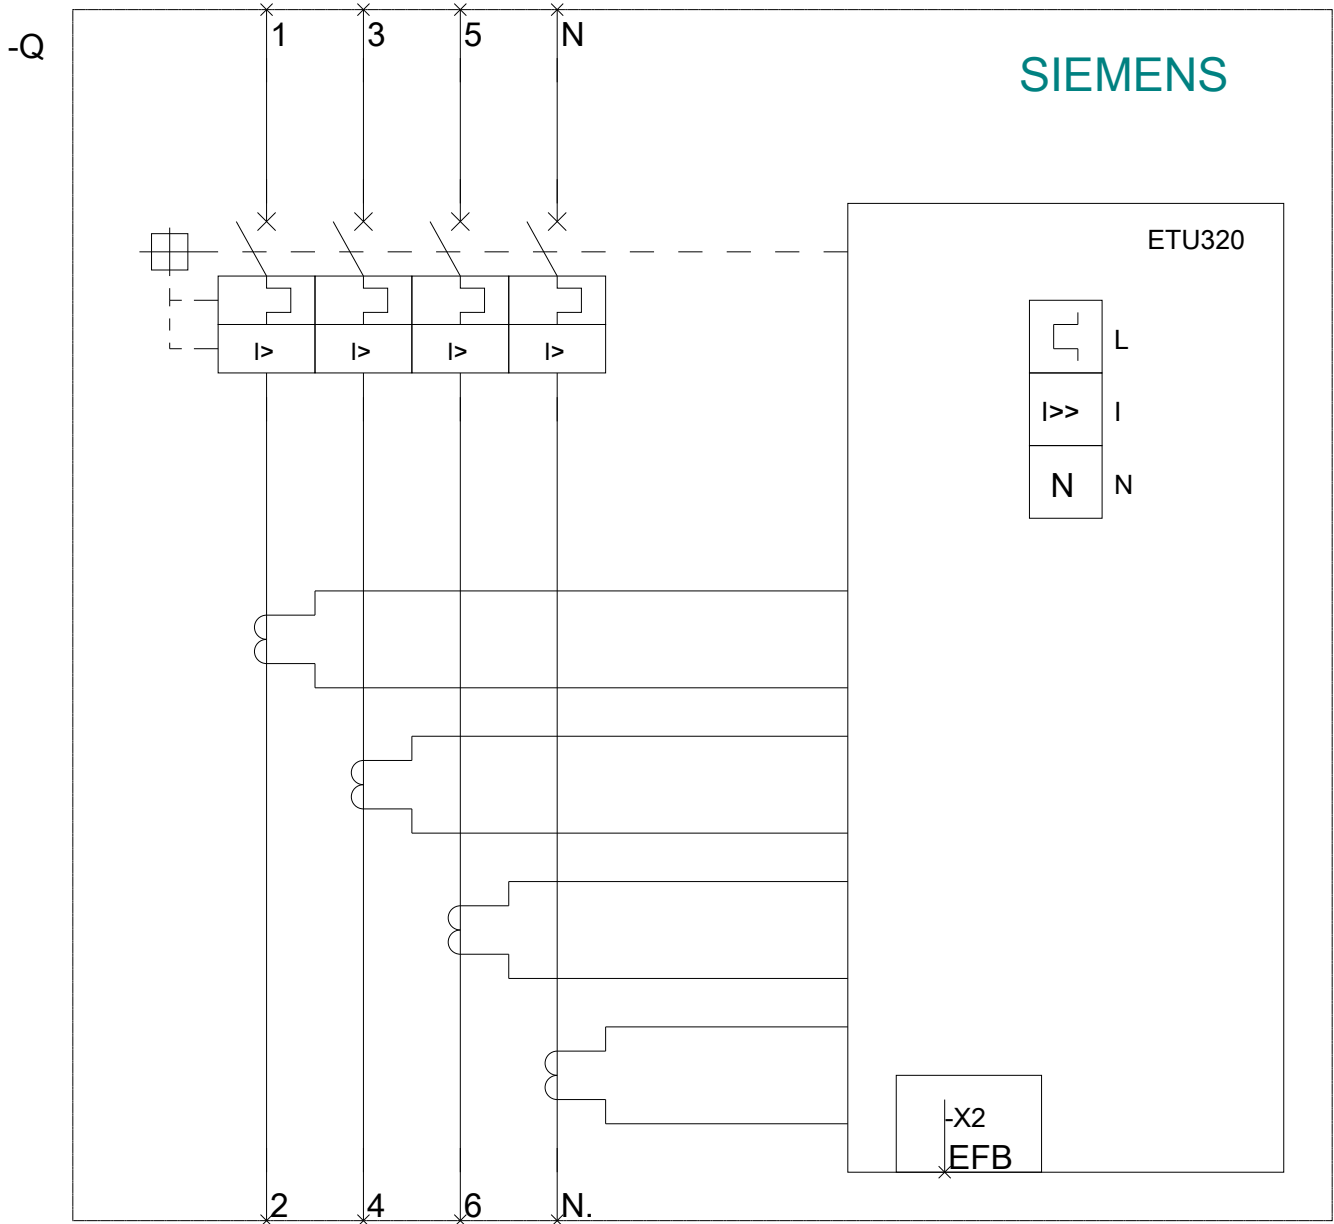 1 3 5 N
-Q
SIEMENS
ETU320
L
I> I> I> I>
I>> I
N N
-X2
EFB
2 4 6 N.